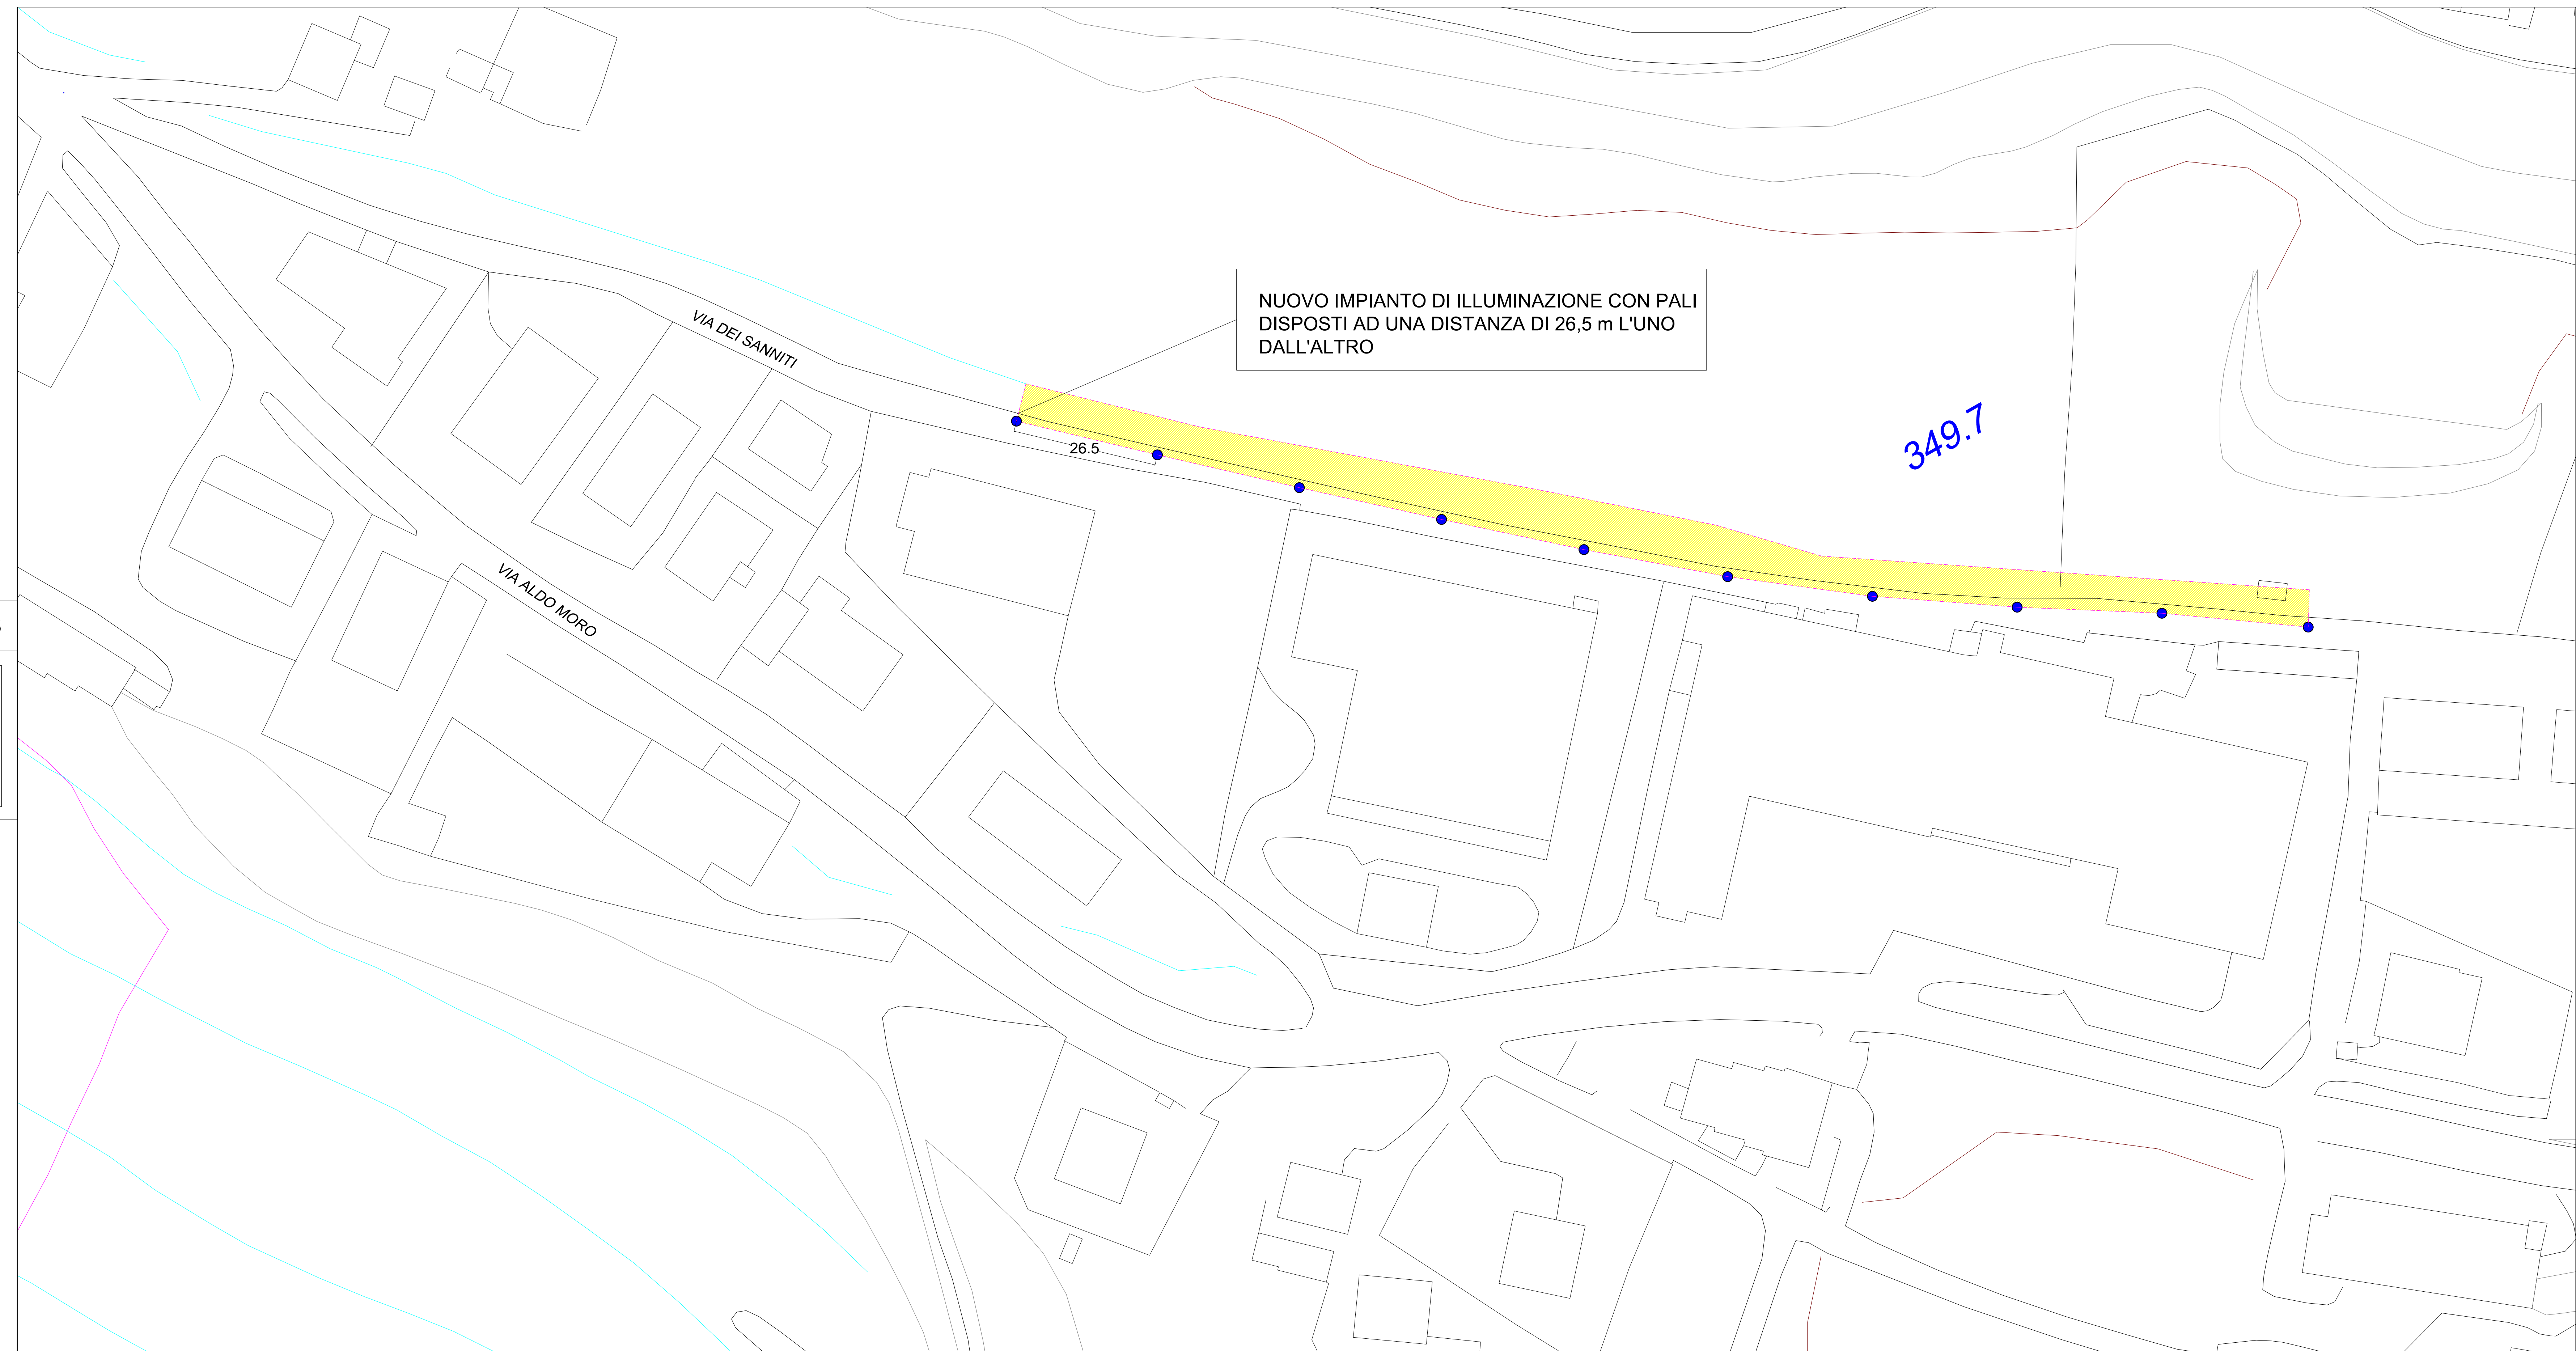 NUOVO IMPIANTO DI ILLUMINAZIONE CON PALI
DISPOSTI AD UNA DISTANZA DI 26,5 m L'UNO
DALL'ALTRO
VIA DEI SANNITI
349.7
26.5
VIA ALDO MORO